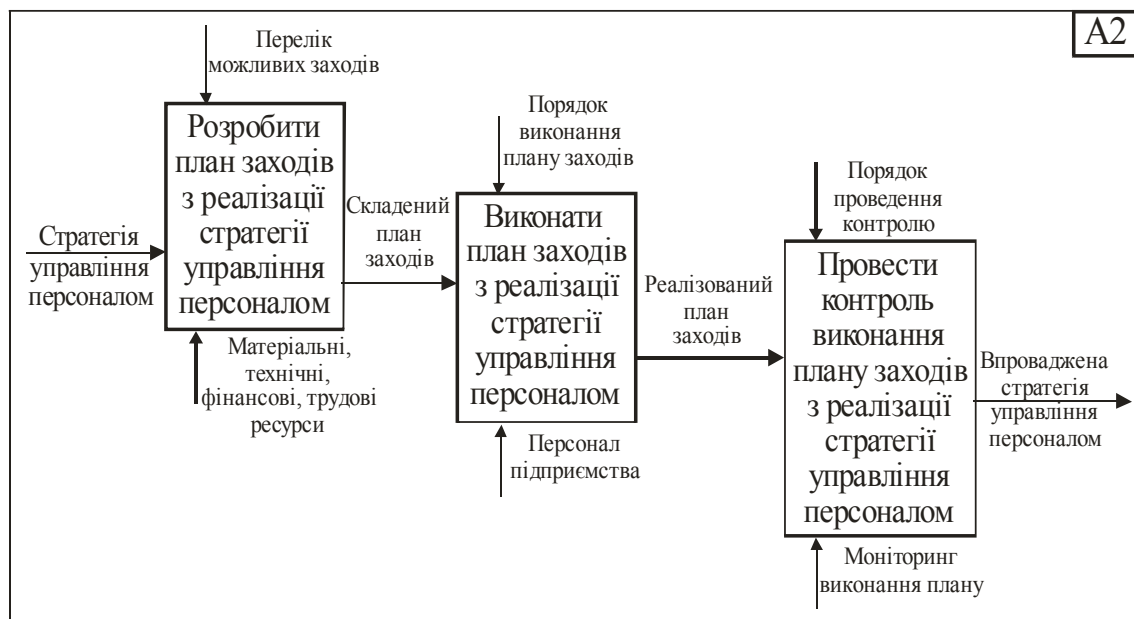 А2
Перелік
можливих заходів
Розробити
план заходів
з реалізації
стратегії
управління
персоналом
Стратегія
управління
персоналом
Матеріальні,
технічні,
фінансові, трудові
ресурси
Складений
план
заходів
Порядок
виконання
плану заходів
Виконати
план заходів
з реалізації
стратегії
управління
персоналом
Персонал
підприємства
Реалізований
план
заходів
Порядок
проведення
контролю
Провести
контроль
виконання
плану заходів
з реалізації
стратегії
управління
персоналом
Моніторинг
виконання плану
Впроваджена
стратегія
управління
персоналом